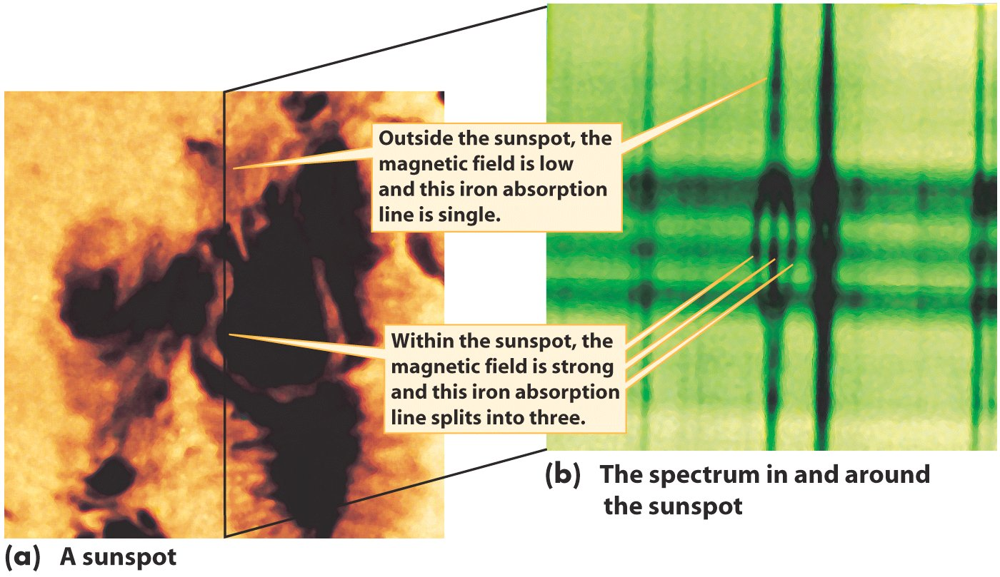 Outside the sunspot, the
magnetic field is low
and this iron absorption
line is single.
Within the sunspot, the
magnetic field is strong
and this iron absorption
line splits into three.
(a) A sunspot
(b) The spectrum in and around
the sunspot